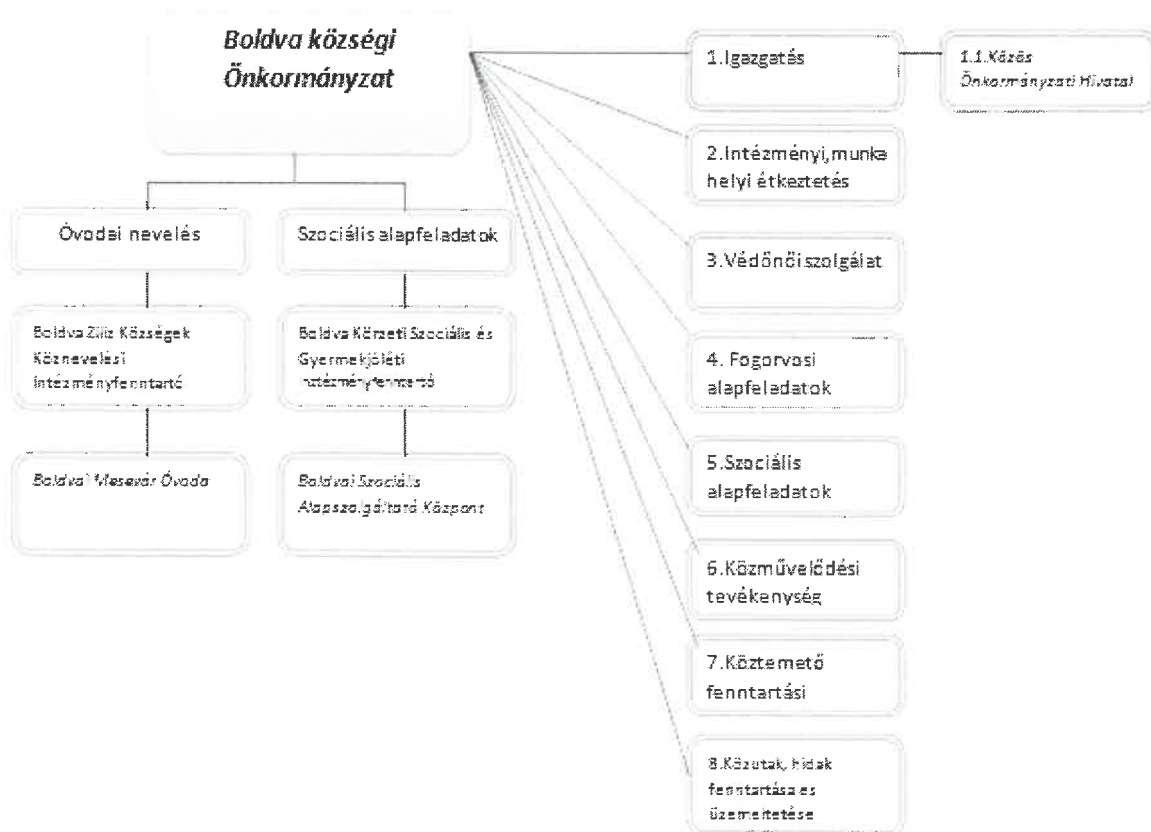 Boldva községi
Önkormányzat
1.Igazgatás
1.1.Közös
Önkormányzati Hivatal
2.Intézményi,munka
helyi étkeztetés
Óvodai nevelés
Szociális alapfeladatok
3.Védőnői szolgálat
Boldva Ziliz Községek
Köznevelési
Intézményfenntartó
Boldva Körzeti Szociális és
Gyermekjóléti
Intézményfenntartó
4. Fogorvosi
alapfeladatok
Boldvai Mesevár Óvoda
Boldvai Szociális
Alapszolgáltató Központ
5.Szociális
alapfeladatok
6.Közművelődési
tevékenység
7.Köztemető
fenntartási
8.Közutak, hidak
fenntartása es
üzemeltetése